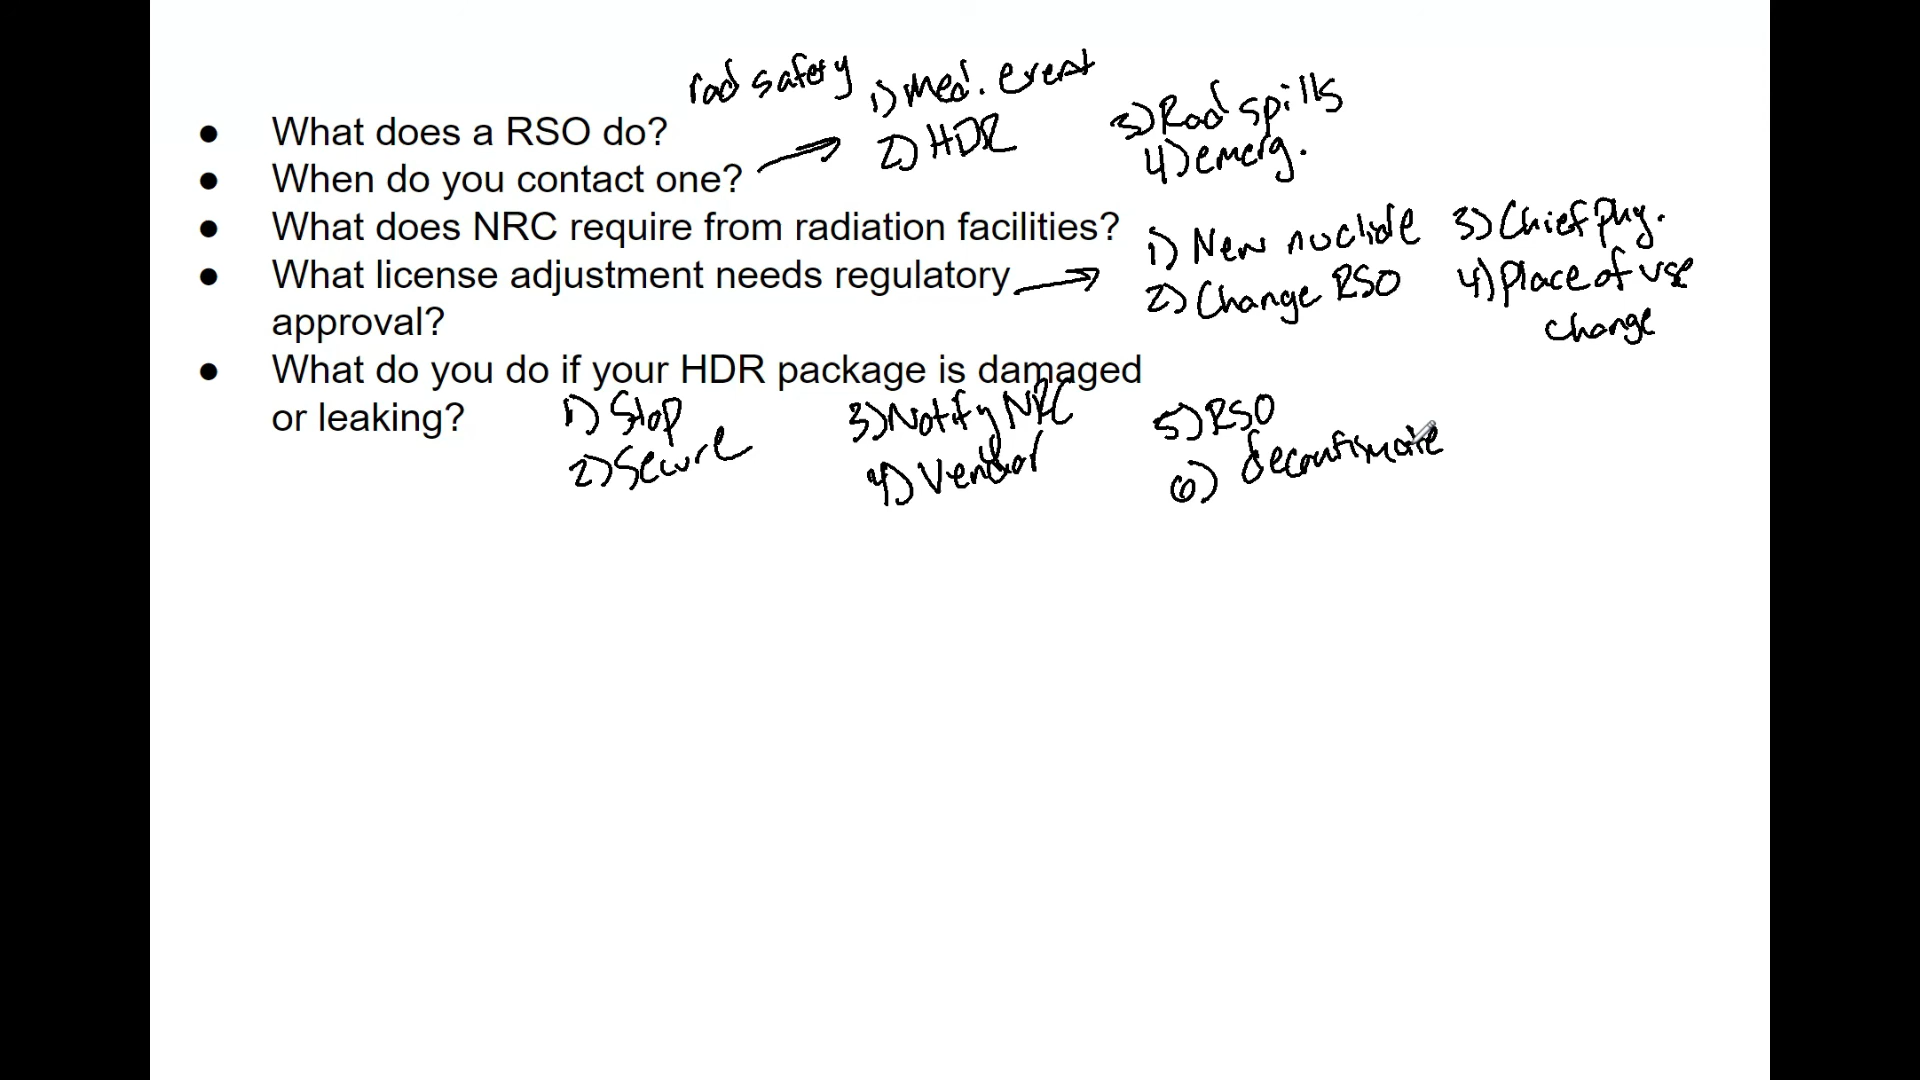 rad safety
1) Med. event
3) Rad spills
● What does a RSO do?
2) HDR
4) emerg.
● When do you contact one?
● What does NRC require from radiation facilities?
1) New nuclide
3) Chief phy.
● What license adjustment needs regulatory
2) Change RSO
4) Place of use
change
approval?
● What do you do if your HDR package is damaged
or leaking?
1) Stop
3) Notify NRC
5) RSO
2) Secure
4) Vendor
6)